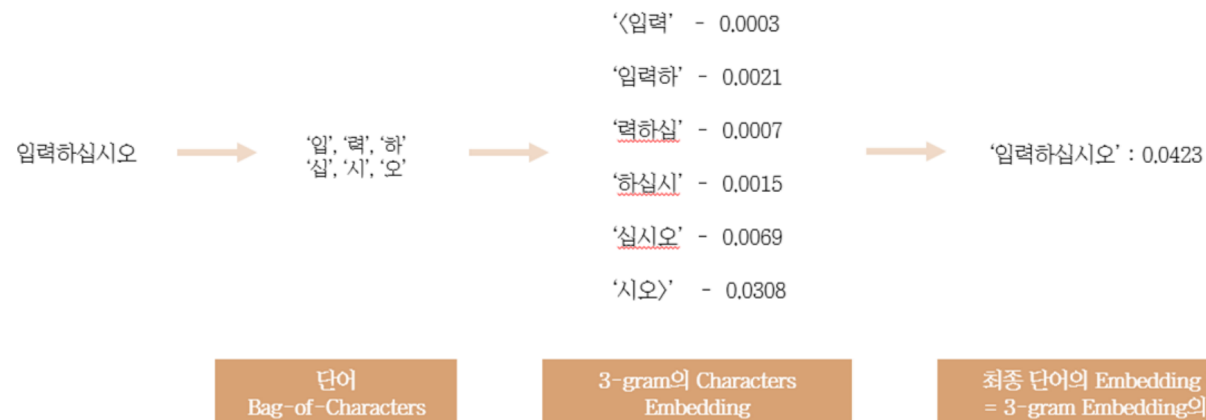 입력하십시오
‘입’, ‘력’, ‘하’
‘십’, ‘시’, ‘오’
‘<입력’ - 0.0003
‘입력하’ - 0.0021
‘력하십’ - 0.0007
‘하십시’ - 0.0015
‘십시오’ - 0.0069
‘시오>’ - 0.0308
‘입력하십시오’ : 0.0423
단어
Bag-of-Characters
3-gram의 Characters
Embedding
최종 단어의 Embedding
= 3-gram Embedding의